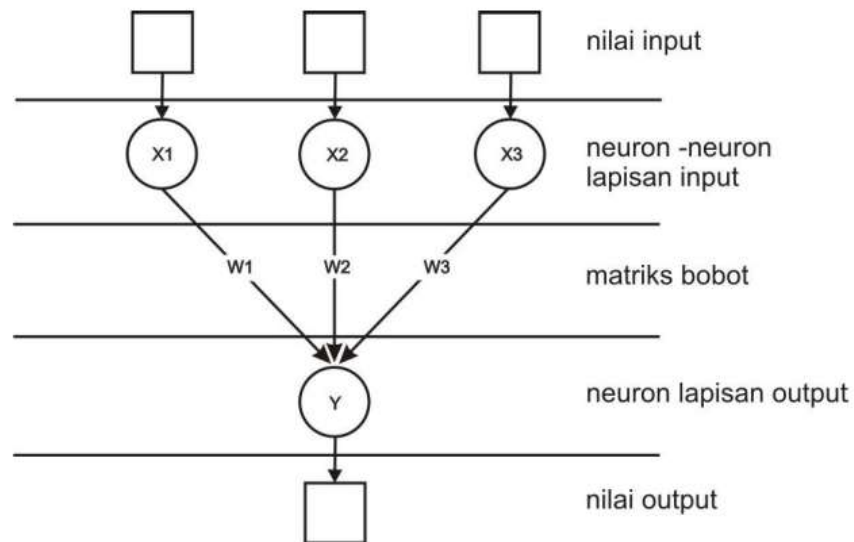 nilai input
X1 X2 X3
neuron -neuron
lapisan input
W1 W2 W3
matriks bobot
Y
neuron lapisan output
nilai output